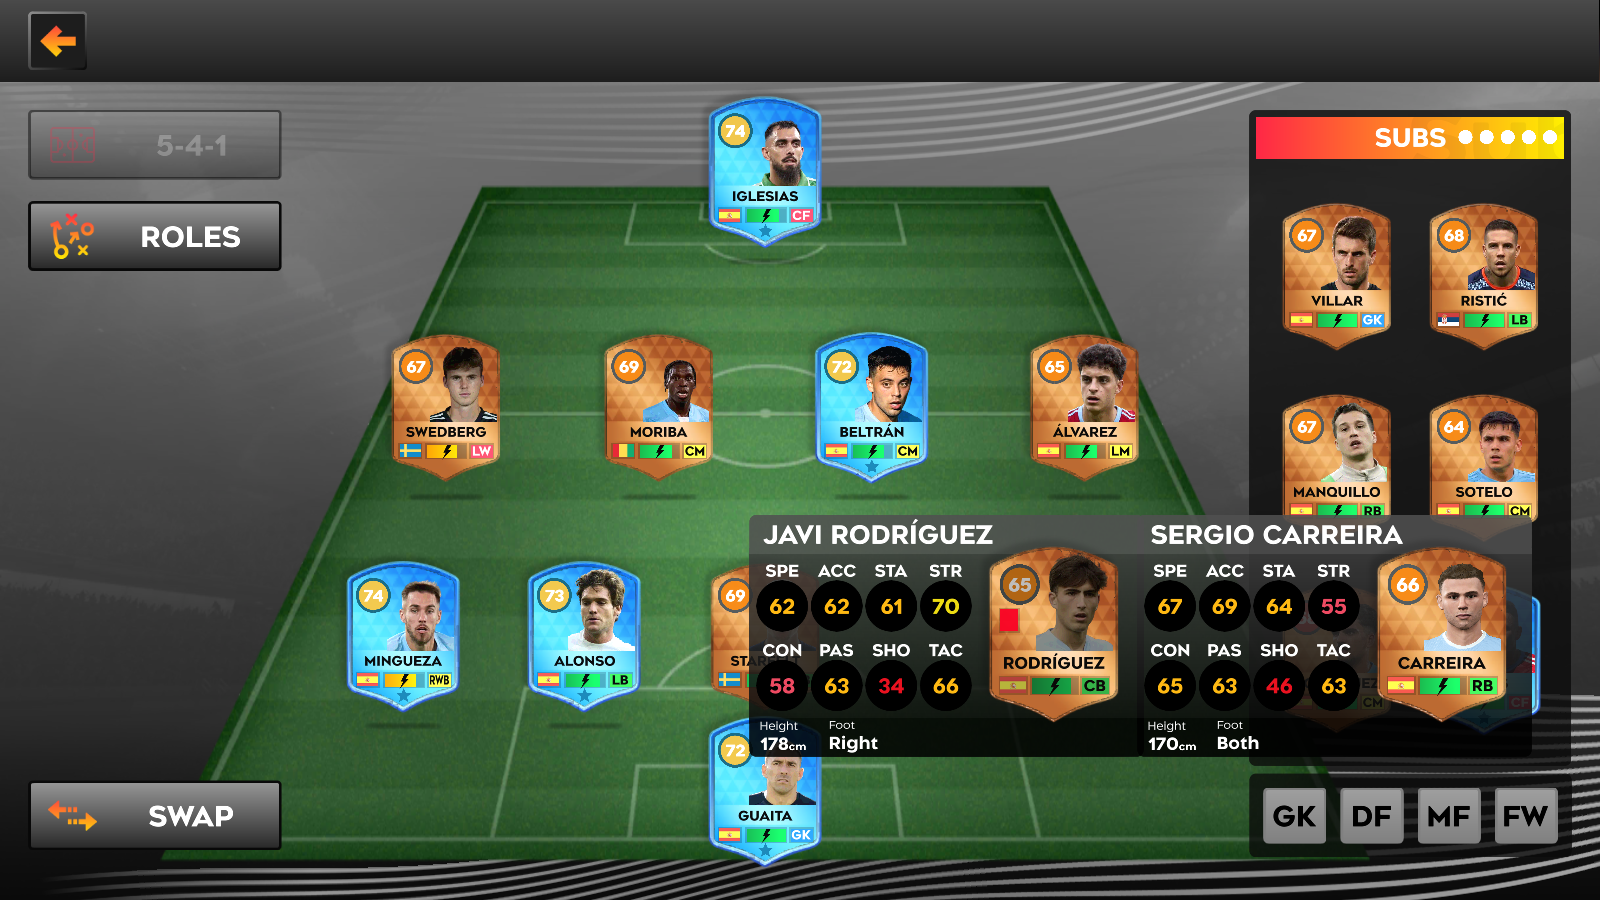 5-4-1
ROLES
SWAP
74
IGLESIAS
CF
67
SWEDBERG
LW
69
MORIBA
CM
72
BELTRÁN
CM
65
ÁLVAREZ
LM
74
MINGUEZA
RWB
73
ALONSO
LB
69
72
GUAITA
GK
SUBS
67
VILLAR
GK
68
RISTIĆ
LB
67
MANQUILLO
RB
64
SOTELO
CM
JAVI RODRÍGUEZ
SPE ACC STA STR
62 62 61 70
CON PAS SHO TAC
58 63 34 66
Height Foot
178cm Right
65
RODRÍGUEZ
CB
SERGIO CARREIRA
SPE ACC STA STR
67 69 64 55
CON PAS SHO TAC
65 63 46 63
Height Foot
170cm Both
66
CARREIRA
RB
CM
CF
GK DF MF FW